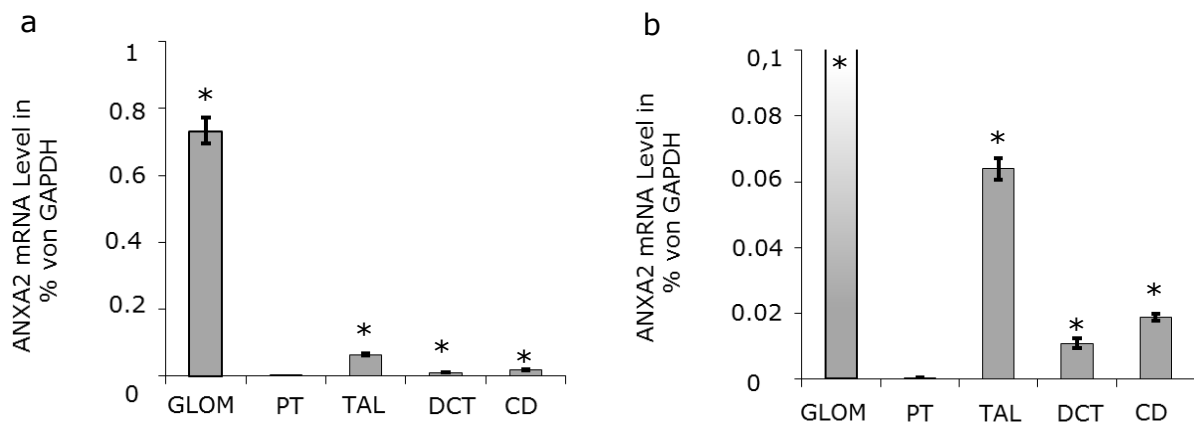 a
ANXA2 mRNA Level in
% von GAPDH
1
0.8
0.6
0.4
0.2
0
*
*
*
*
GLOM PT TAL DCT CD
b
ANXA2 mRNA Level in
% von GAPDH
0,1
0.08
0.06
0.04
0.02
0
*
*
*
*
GLOM PT TAL DCT CD